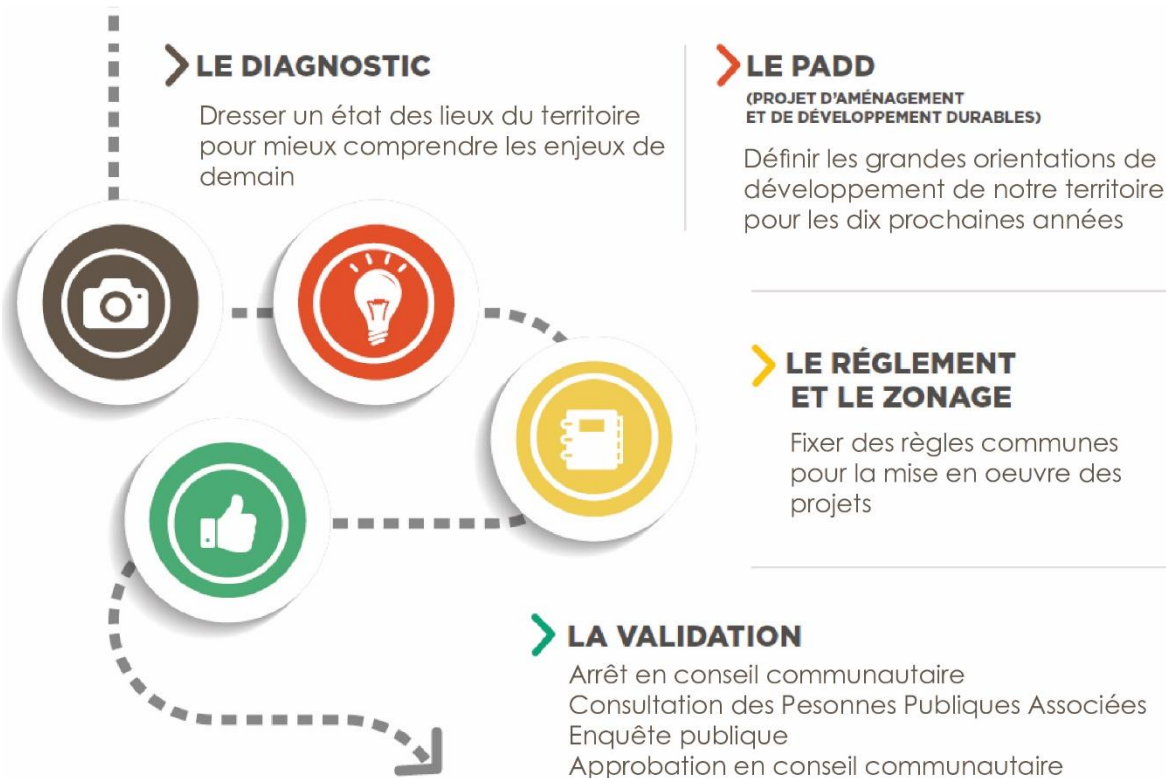 LE DIAGNOSTIC
Dresser un état des lieux du territoire
pour mieux comprendre les enjeux de
demain
LE PADD
(PROJET D'AMÉNAGEMENT
ET DE DÉVELOPPEMENT DURABLES)
Définir les grandes orientations de
développement de notre territoire
pour les dix prochaines années
LE RÉGLEMENT
ET LE ZONAGE
Fixer des règles communes
pour la mise en oeuvre des
projets
LA VALIDATION
Arrêt en conseil communautaire
Consultation des Pesonnes Publiques Associées
Enquête publique
Approbation en conseil communautaire